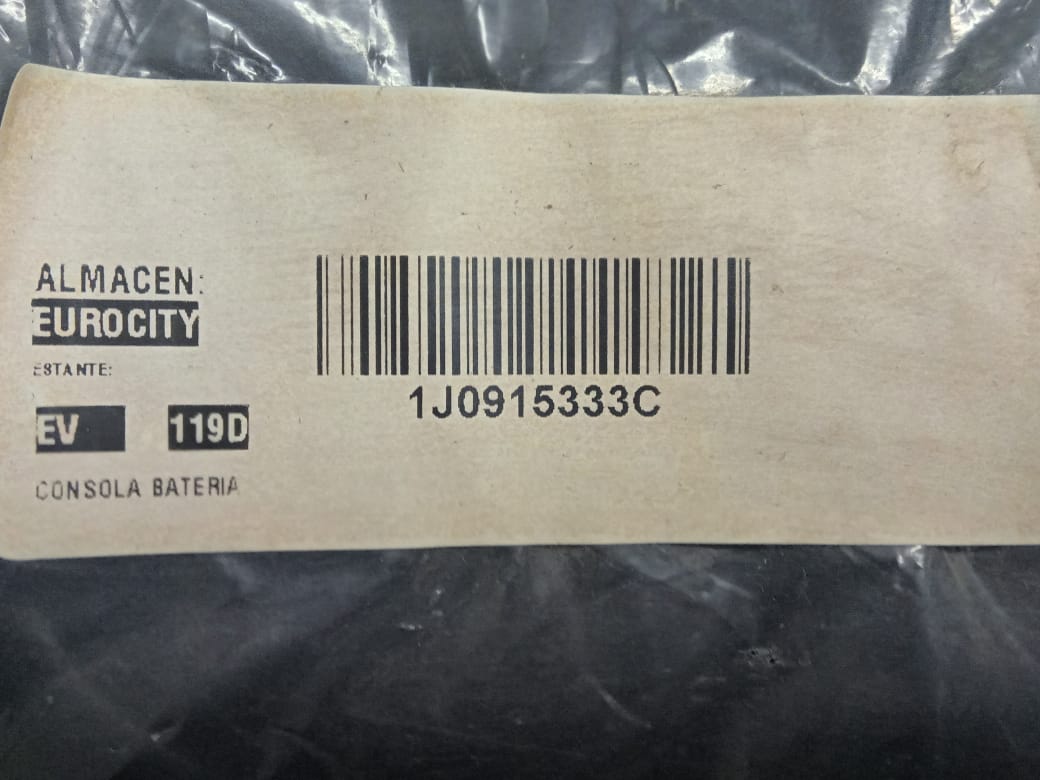 ALMACEN:
EUROCITY
ESTANTE:
EV 119D
CONSOLA BATERIA
1J0915333C